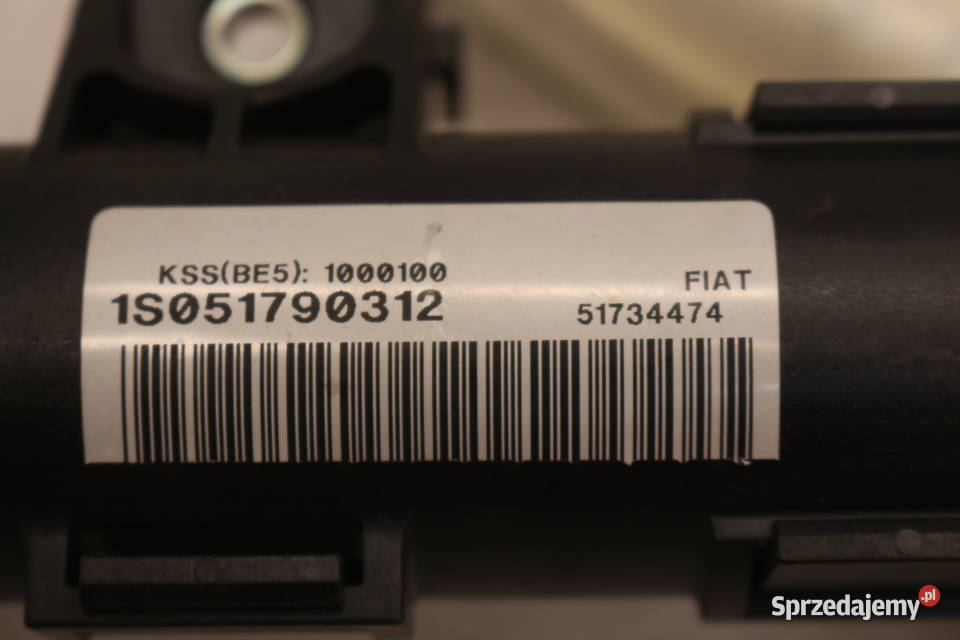 KSS(BE5): 1000100
1S051790312
FIAT
51734474
Sprzedajemy.pl